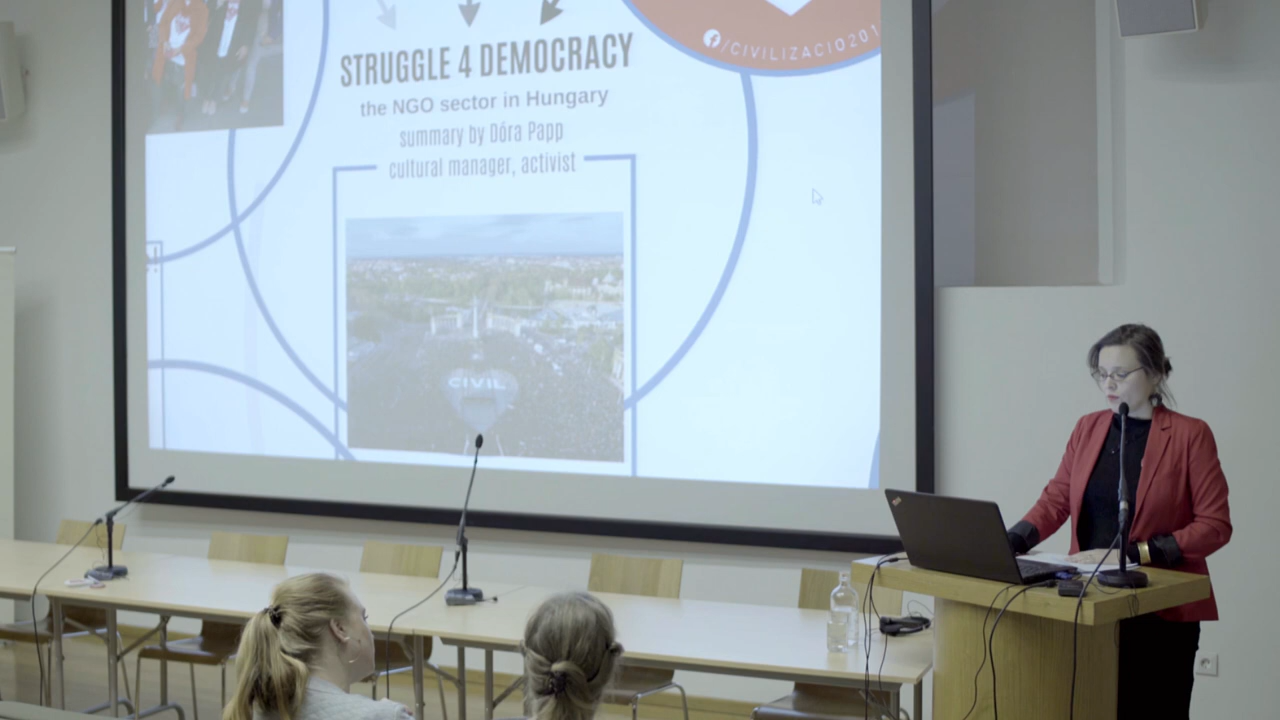 /CIVILIZACIO201
STRUGGLE 4 DEMOCRACY
the NGO sector in Hungary
summary by Dóra Papp
cultural manager, activist
CIVIL